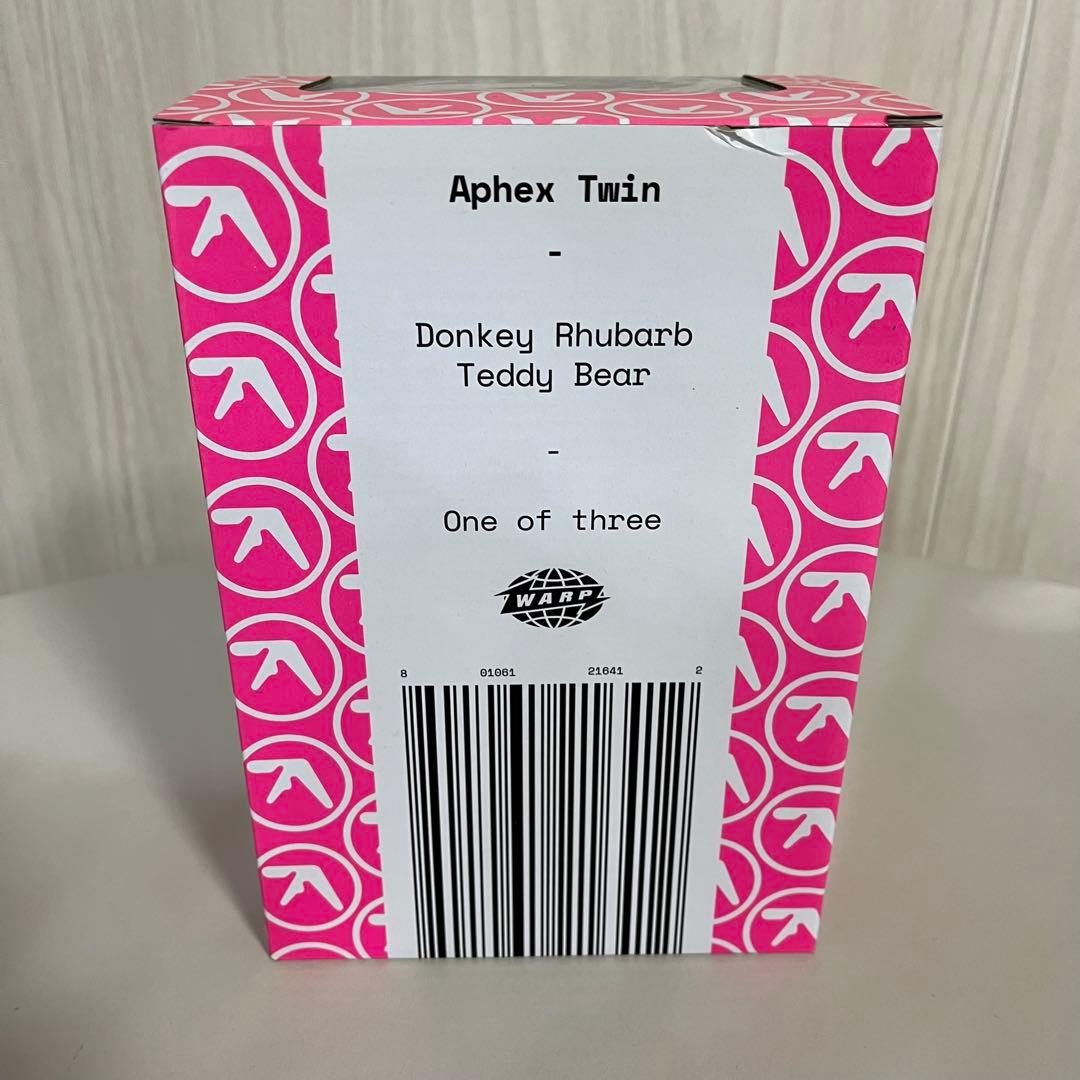 Aphex Twin
-
Donkey Rhubarb
Teddy Bear
-
One of three
WARP
8 01061 21641 2